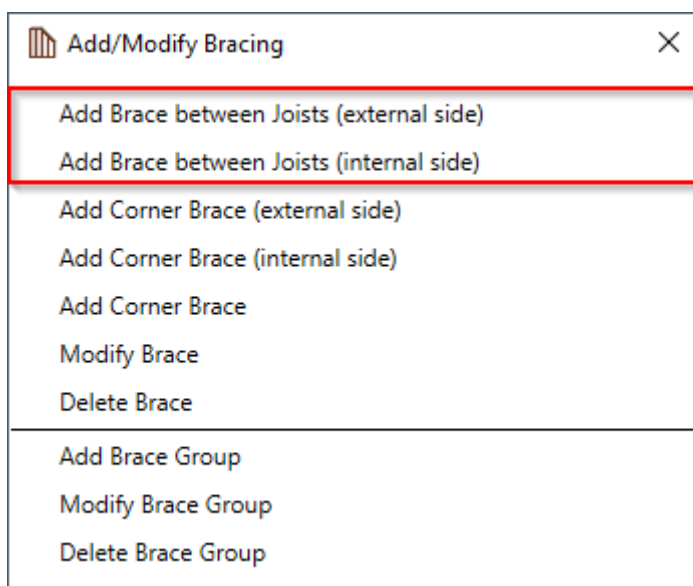 Add/Modify Bracing
Add Brace between Joists (external side)
Add Brace between Joists (internal side)
Add Corner Brace (external side)
Add Corner Brace (internal side)
Add Corner Brace
Modify Brace
Delete Brace
Add Brace Group
Modify Brace Group
Delete Brace Group